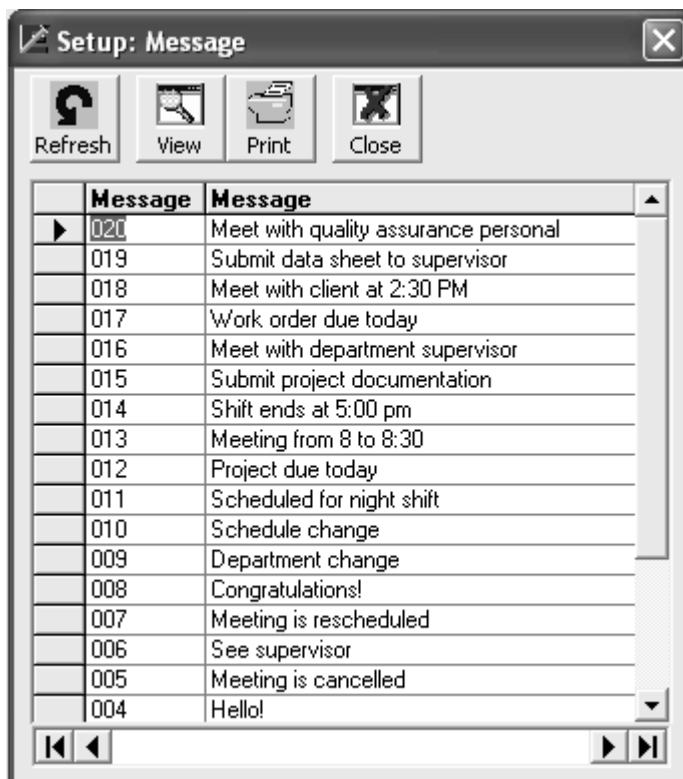 Setup: Message
Refresh View Print Close
Message Message
020 Meet with quality assurance personal
019 Submit data sheet to supervisor
018 Meet with client at 2:30 PM
017 Work order due today
016 Meet with department supervisor
015 Submit project documentation
014 Shift ends at 5:00 pm
013 Meeting from 8 to 8:30
012 Project due today
011 Scheduled for night shift
010 Schedule change
009 Department change
008 Congratulations!
007 Meeting is rescheduled
006 See supervisor
005 Meeting is cancelled
004 Hello!